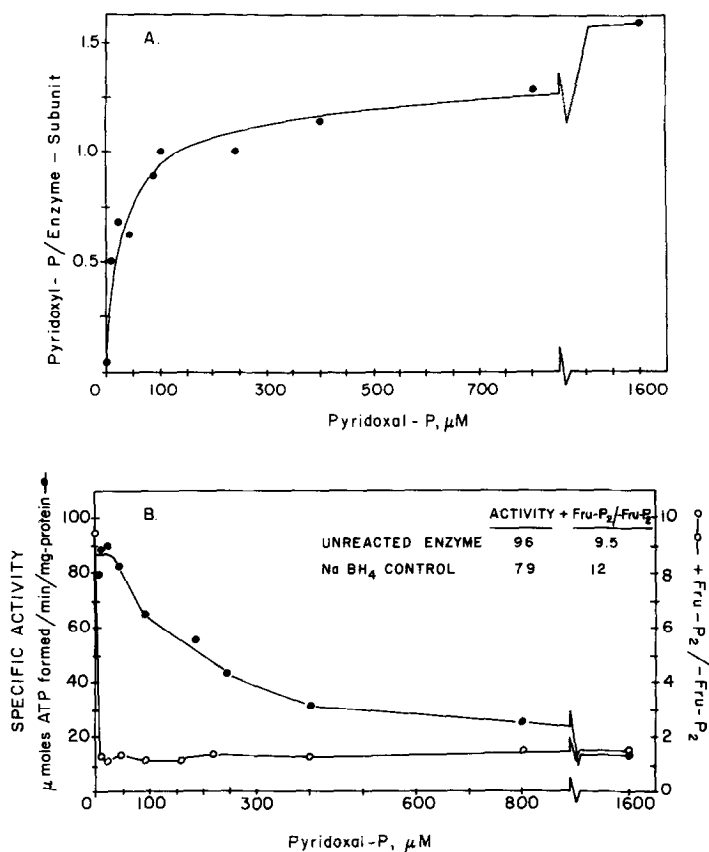 A.
1.5
1.0
0.5
0
Pyridoxyl - P / Enzyme - Subunit
0 100 300 500 700 1600
Pyridoxal - P, μM
B.
ACTIVITY + Fru-P2/-Fru-P2
UNREACTED ENZYME 96 9.5
Na BH4 CONTROL 79 12
100
80
60
40
20
0
SPECIFIC ACTIVITY
μmoles ATP formed/min/mg-protein
10
8
6
4
2
0
+ Fru-P2/-Fru-P2
0 100 300 600 800 1600
Pyridoxal-P, μM